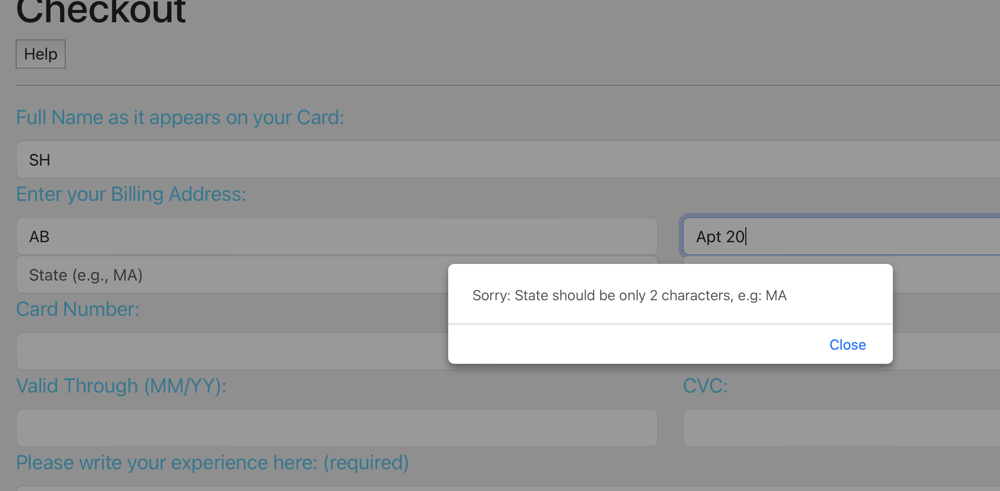 Checkout
Help
Full Name as it appears on your Card:
SH
Enter your Billing Address:
AB
Apt 20
State (e.g., MA)
Sorry: State should be only 2 characters, e.g: MA
Close
Card Number:
Valid Through (MM/YY):
CVC:
Please write your experience here: (required)